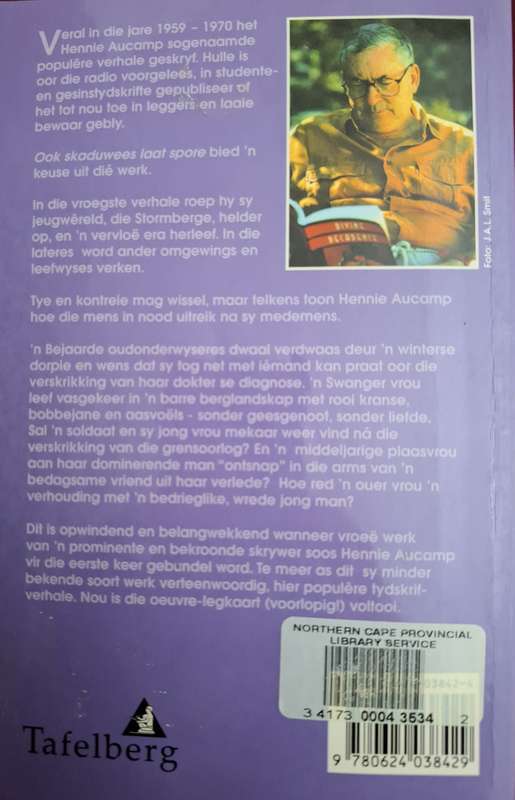 Veral in die jare 1959 – 1970 het
Hennie Aucamp sogenaamde
populêre verhale geskryf. Hulle is
oor die radio voorgelees, in studente-
en gesinstydskrifte gepubliseer of
het tot nou toe in lêggers en laaie
bewaar gebly.
Ook skaduwees laat spore bied 'n
keuse uit dié werk.
In die vroegste verhale roep hy sy
jeugwêreld, die Stormberge, helder
op, en 'n vervloë era herleef. In die
lateres word ander omgewings en
leefwyses verken.
Foto: J.A.L. Smit
DIVINE
DECADENCE
Tye en kontreie mag wissel, maar telkens toon Hennie Aucamp
hoe die mens in nood uitreik na sy medemens.
'n Bejaarde oudonderwyseres dwaal verdwaas deur 'n winterse
dorpie en wens dat sy tog net met iémand kan praat oor die
verskrikking van haar dokter se diagnose. 'n Swanger vrou
leef vasgekeer in 'n barre berglandskap met rooi kranse,
bobbejane en aasvoëls - sonder geesgenoot, sonder liefde.
Sal 'n soldaat en sy jong vrou mekaar weer vind ná die
verskrikking van die grensoorlog? En 'n middeljarige plaasvrou
aan haar dominerende man "ontsnap" in die arms van 'n
bedagsame vriend uit haar verlede? Hoe red 'n ouer vrou 'n
verhouding met 'n bedrieglike, wrede jong man?
Dit is opwindend en belangwekkend wanneer vroeë werk
van 'n prominente en bekroonde skrywer soos Hennie Aucamp
vir die eerste keer gebundel word. Te meer as dit sy minder
bekende soort werk verteenwoordig, hier populêre tydskrif-
verhale. Nou is die oeuvre-legkaart (voorlopig!) voltooi.
NORTHERN CAPE PROVINCIAL
LIBRARY SERVICE
03842-4
3 4173 0004 3534 2
9 780624 038429
Tafelberg